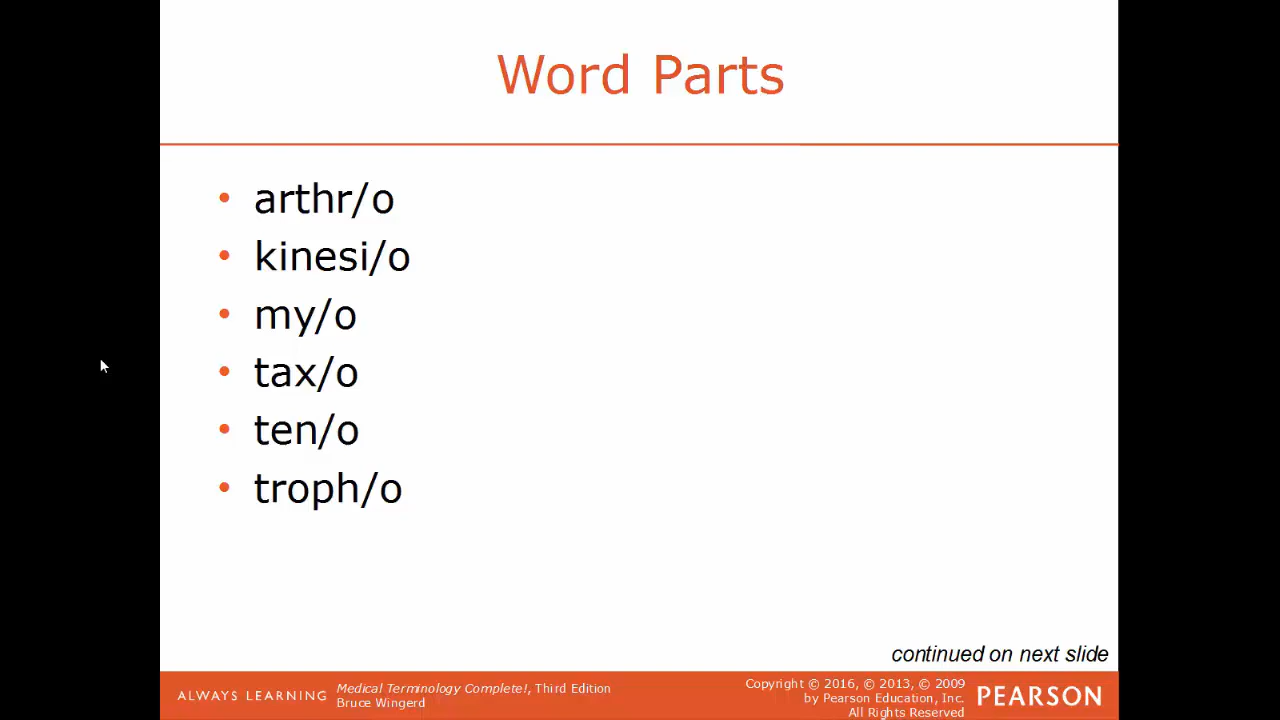 Word Parts
• arthr/o
• kinesi/o
• my/o
• tax/o
• ten/o
• troph/o
continued on next slide
ALWAYS LEARNING
Medical Terminology Complete!, Third Edition
Bruce Wingerd
Copyright © 2016, © 2013, © 2009
by Pearson Education, Inc.
All Rights Reserved
PEARSON